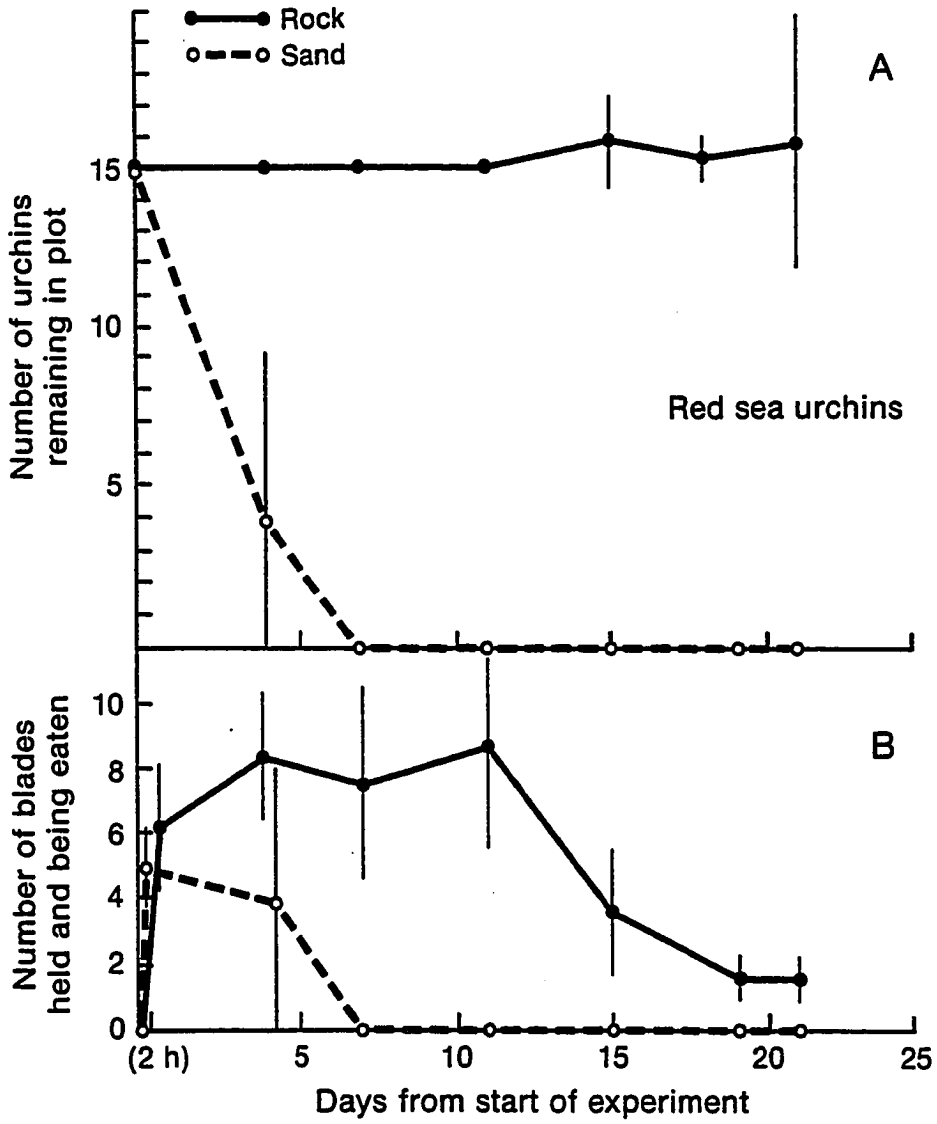 Rock
Sand
A
15
10
5
Number of urchins
remaining in plot
Red sea urchins
B
10
8
6
4
2
0
Number of blades
held and being eaten
(2 h)
5
10
15
20
25
Days from start of experiment